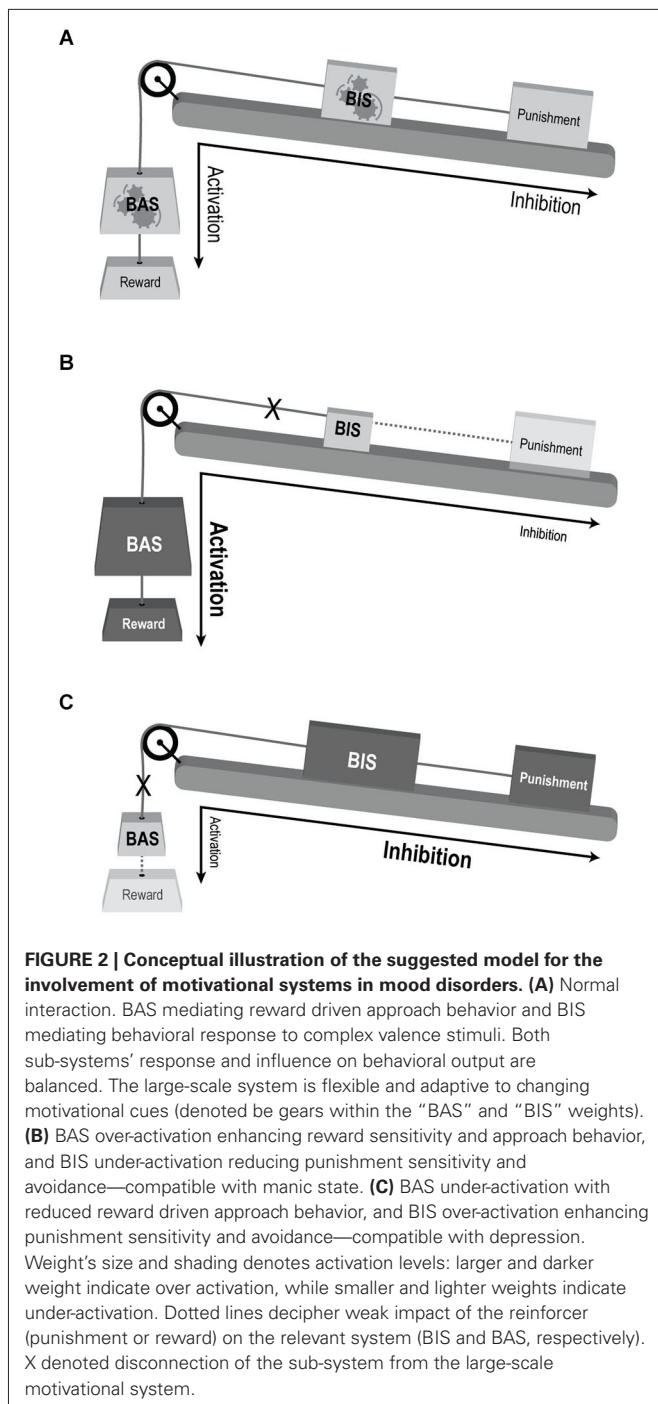 A
BIS
Punishment
BAS
Activation
Inhibition
Reward
B
BIS
Punishment
BAS
Activation
Inhibition
Reward
C
BIS
Punishment
BAS
Activation
Inhibition
Reward
FIGURE 2 | Conceptual illustration of the suggested model for the
involvement of motivational systems in mood disorders. (A) Normal
interaction. BAS mediating reward driven approach behavior and BIS
mediating behavioral response to complex valence stimuli. Both
sub-systems’ response and influence on behavioral output are
balanced. The large-scale system is flexible and adaptive to changing
motivational cues (denoted be gears within the “BAS” and “BIS” weights).
(B) BAS over-activation enhancing reward sensitivity and approach behavior,
and BIS under-activation reducing punishment sensitivity and
avoidance—compatible with manic state. (C) BAS under-activation with
reduced reward driven approach behavior, and BIS over-activation enhancing
punishment sensitivity and avoidance—compatible with depression.
Weight’s size and shading denotes activation levels: larger and darker
weight indicate over activation, while smaller and lighter weights indicate
under-activation. Dotted lines decipher weak impact of the reinforcer
(punishment or reward) on the relevant system (BIS and BAS, respectively).
X denoted disconnection of the sub-system from the large-scale
motivational system.